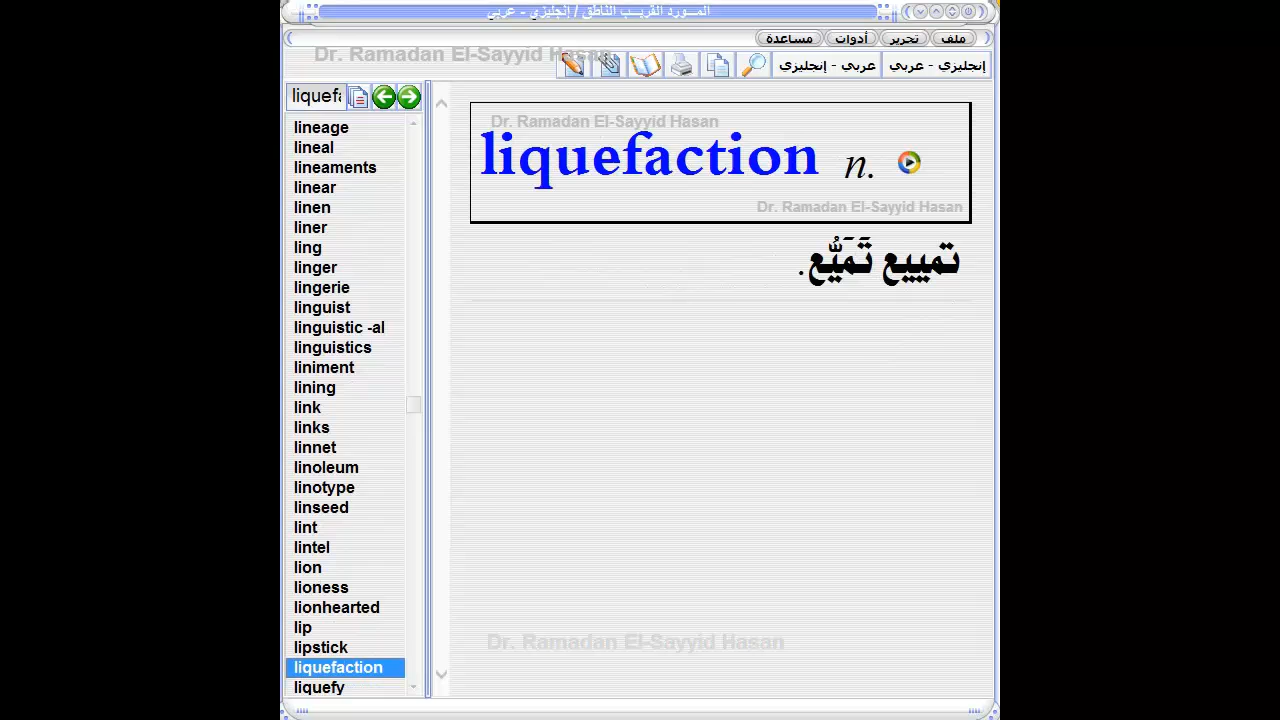 المــورد القريــب الناطق / إنجليزي - عربي
ملف تحرير أدوات مساعدة
Dr. Ramadan El-Sayyid Hasan
إنجليزي - عربي عربي - إنجليزي
liquefa
lineage
lineal
lineaments
linear
linen
liner
ling
linger
lingerie
linguist
linguistic -al
linguistics
liniment
lining
link
links
linnet
linoleum
linotype
linseed
lint
lintel
lion
lioness
lionhearted
lip
lipstick
liquefaction
liquefy
Dr. Ramadan El-Sayyid Hasan
liquefaction n.
Dr. Ramadan El-Sayyid Hasan
تمييع تَمَيُّع.
Dr. Ramadan El-Sayyid Hasan